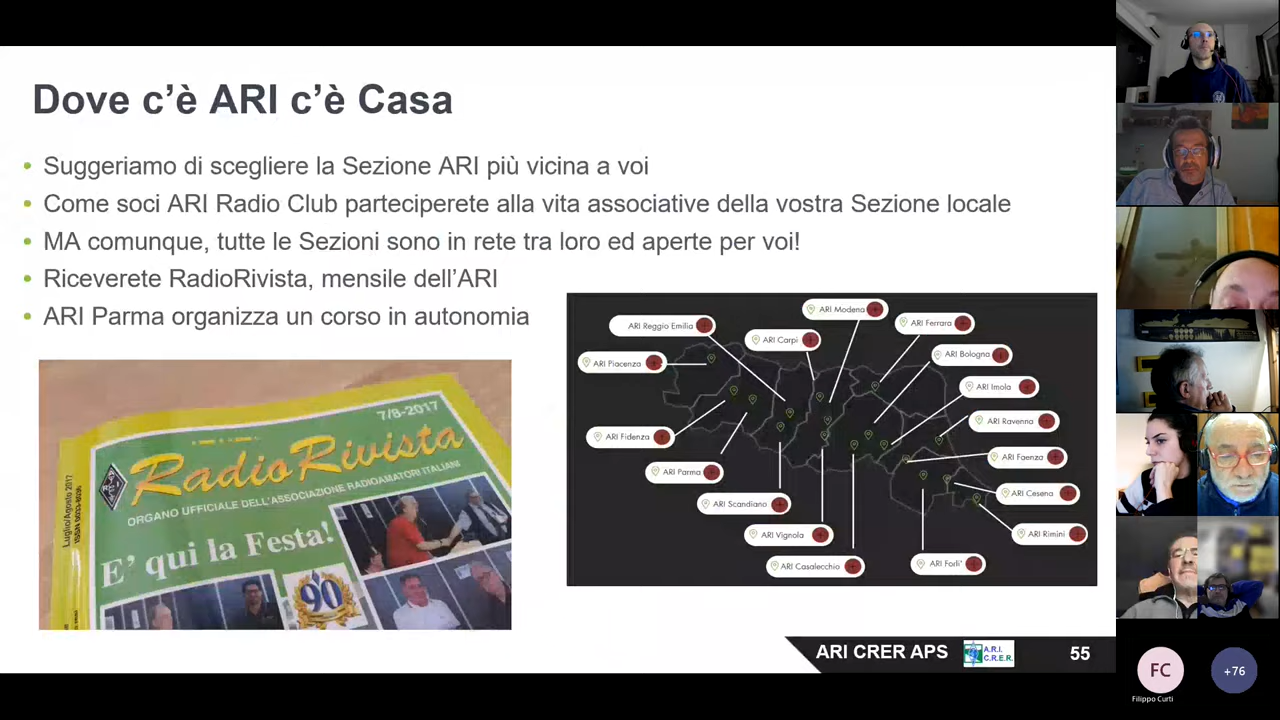 Dove c'è ARI c'è Casa
• Suggeriamo di scegliere la Sezione ARI più vicina a voi
• Come soci ARI Radio Club parteciperete alla vita associative della vostra Sezione locale
• MA comunque, tutte le Sezioni sono in rete tra loro ed aperte per voi!
• Riceverete RadioRivista, mensile dell'ARI
• ARI Parma organizza un corso in autonomia
7/8-2017
RadioRivista
ORGANO UFFICIALE DELL'ASSOCIAZIONE RADIOAMATORI ITALIANI
Luglio/Agosto 2017
E' qui la Festa!
90
ARI Modena
ARI Reggio Emilia
ARI Ferrara
ARI Carpi
ARI Bologna
ARI Piacenza
ARI Imola
ARI Ravenna
ARI Fidenza
ARI Faenza
ARI Parma
ARI Cesena
ARI Scandiano
ARI Vignola
ARI Rimini
ARI Casalecchio
ARI Forli'
ARI CRER APS
A.R.I.
C.R.E.R.
55
FC
Filippo Curti
+76